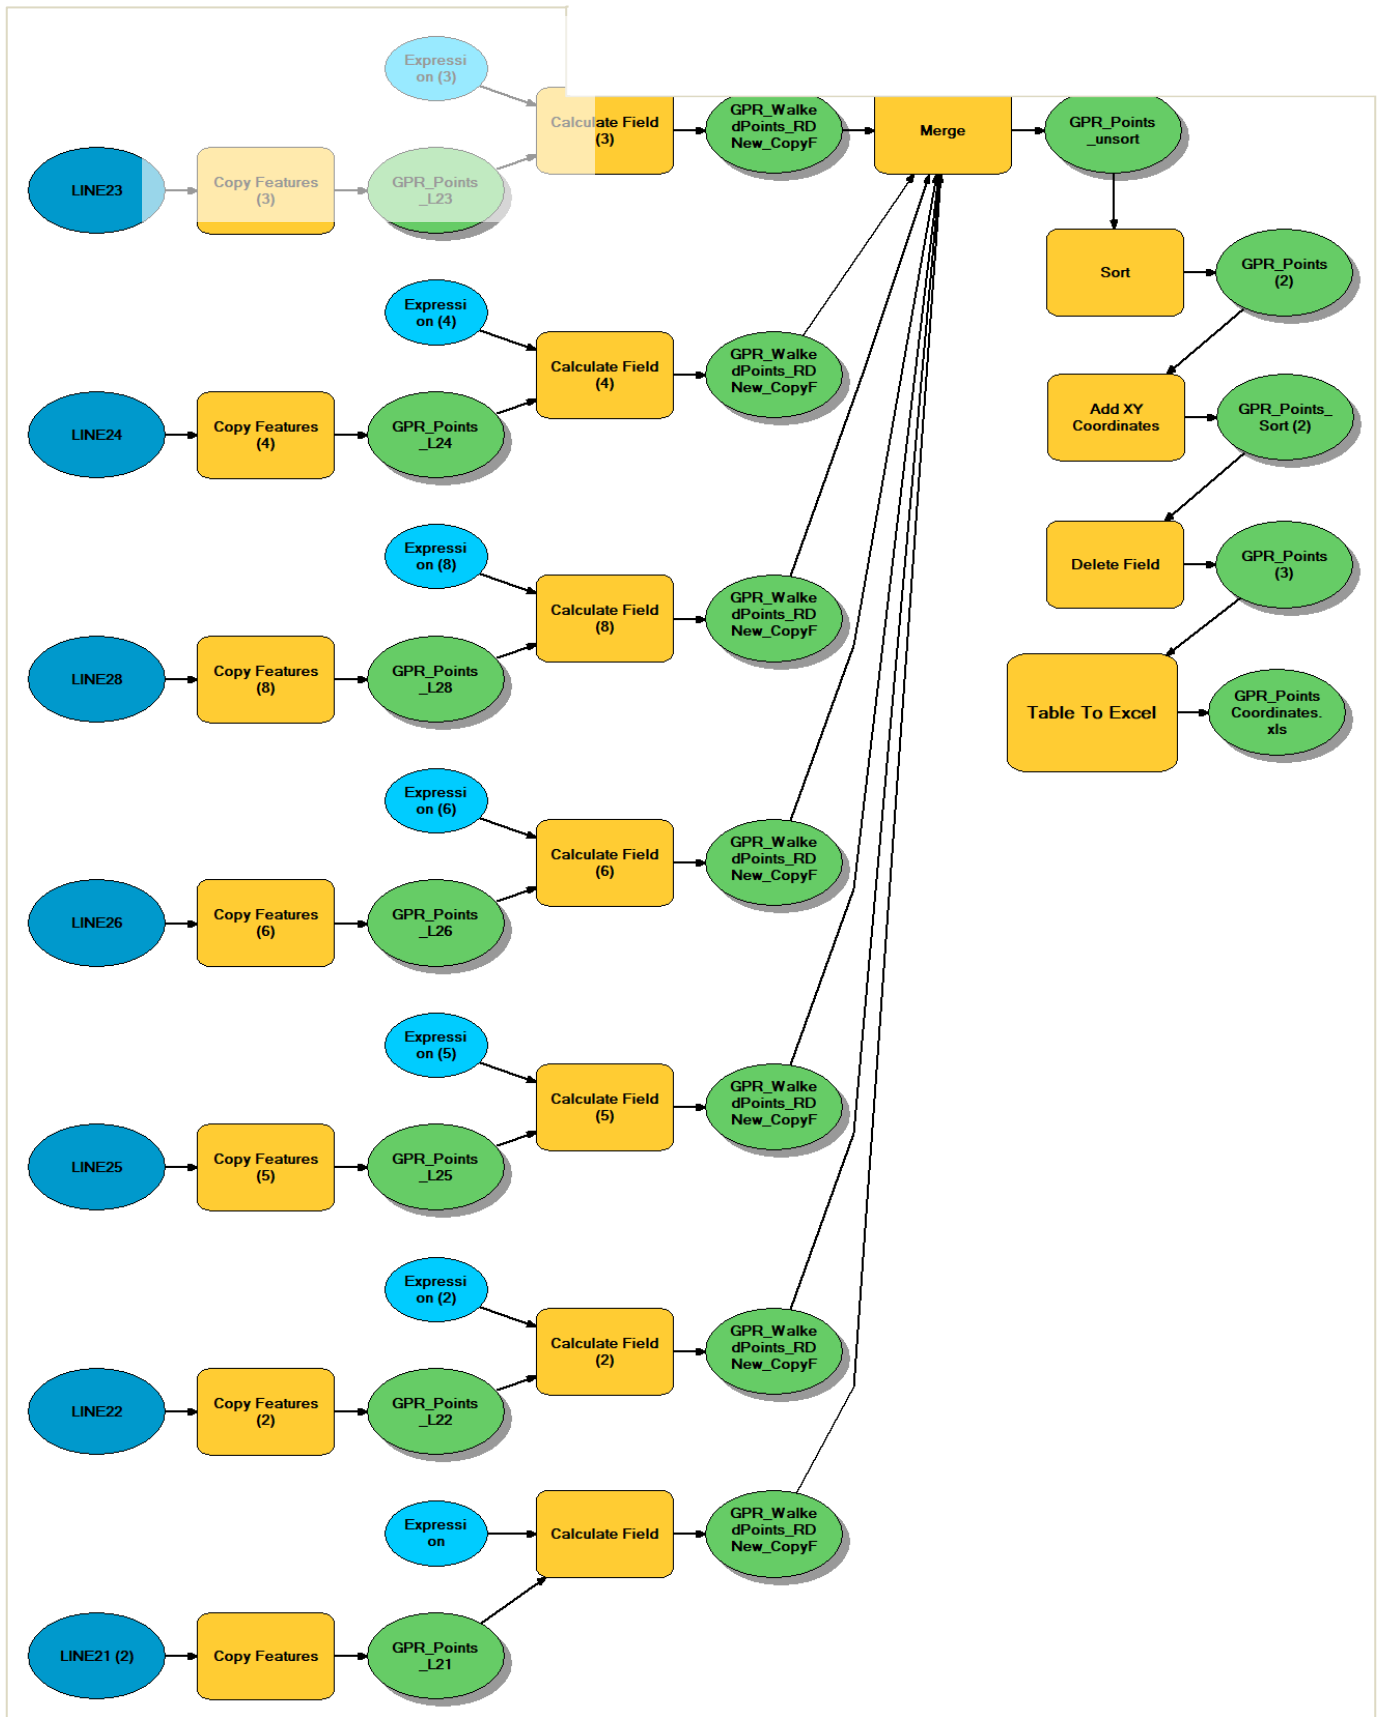 Expressi
on (3)
Calculate Field
(3)
GPR_Walke
dPoints_RD
New_CopyF
Merge
GPR_Points
_unsort
LINE23
Copy Features
(3)
GPR_Points
_L23
Sort
GPR_Points
(2)
Expressi
on (4)
Calculate Field
(4)
GPR_Walke
dPoints_RD
New_CopyF
Add XY
Coordinates
GPR_Points_
Sort (2)
LINE24
Copy Features
(4)
GPR_Points
_L24
Expressi
on (8)
Delete Field
GPR_Points
(3)
Calculate Field
(8)
GPR_Walke
dPoints_RD
New_CopyF
LINE28
Copy Features
(8)
GPR_Points
_L28
Table To Excel
GPR_Points
Coordinates.
xls
Expressi
on (6)
Calculate Field
(6)
GPR_Walke
dPoints_RD
New_CopyF
LINE26
Copy Features
(6)
GPR_Points
_L26
Expressi
on (5)
Calculate Field
(5)
GPR_Walke
dPoints_RD
New_CopyF
LINE25
Copy Features
(5)
GPR_Points
_L25
Expressi
on (2)
Calculate Field
(2)
GPR_Walke
dPoints_RD
New_CopyF
LINE22
Copy Features
(2)
GPR_Points
_L22
Expressi
on
Calculate Field
GPR_Walke
dPoints_RD
New_CopyF
LINE21 (2)
Copy Features
GPR_Points
_L21